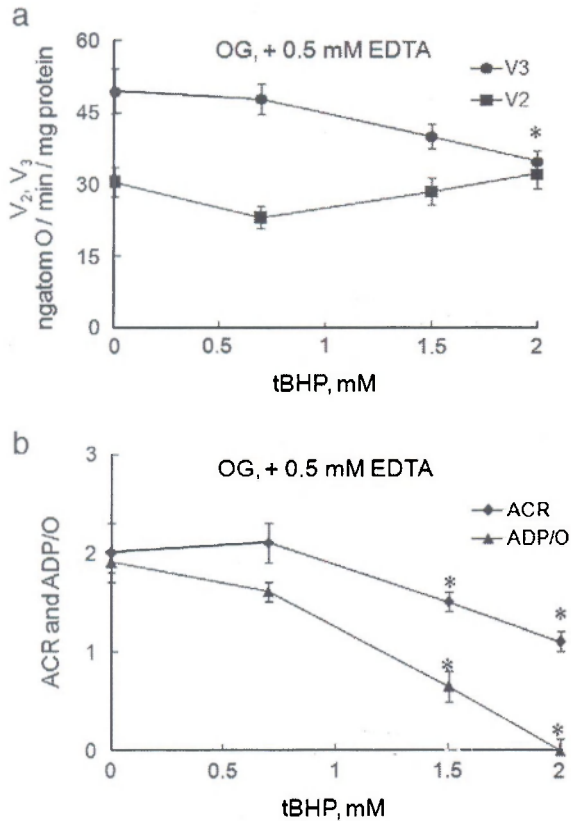 a
60
OG, + 0.5 mM EDTA
V3
V2
45
*
30
15
0
V2, V3
ngatom O / min / mg protein
0 0.5 1 1.5 2
tBHP, mM
b
3
OG, + 0.5 mM EDTA
ACR
ADP/O
2
* *
1
* *
0
ACR and ADP/O
0 0.5 1 1.5 2
tBHP, mM